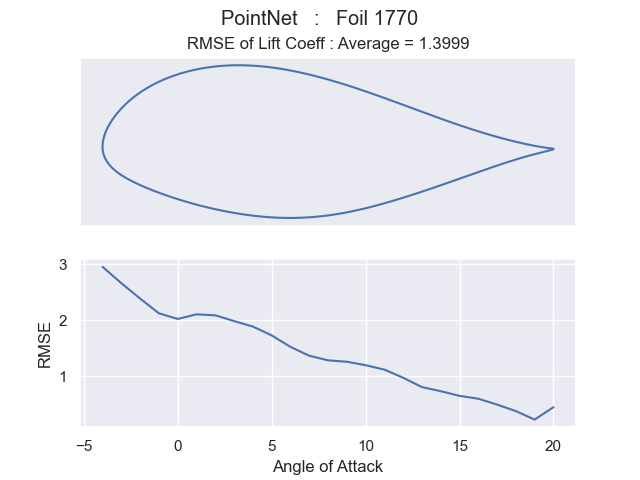 PointNet   :   Foil 1770
RMSE of Lift Coeff : Average = 1.3999
3
2
1
RMSE
−5 0 5 10 15 20
Angle of Attack